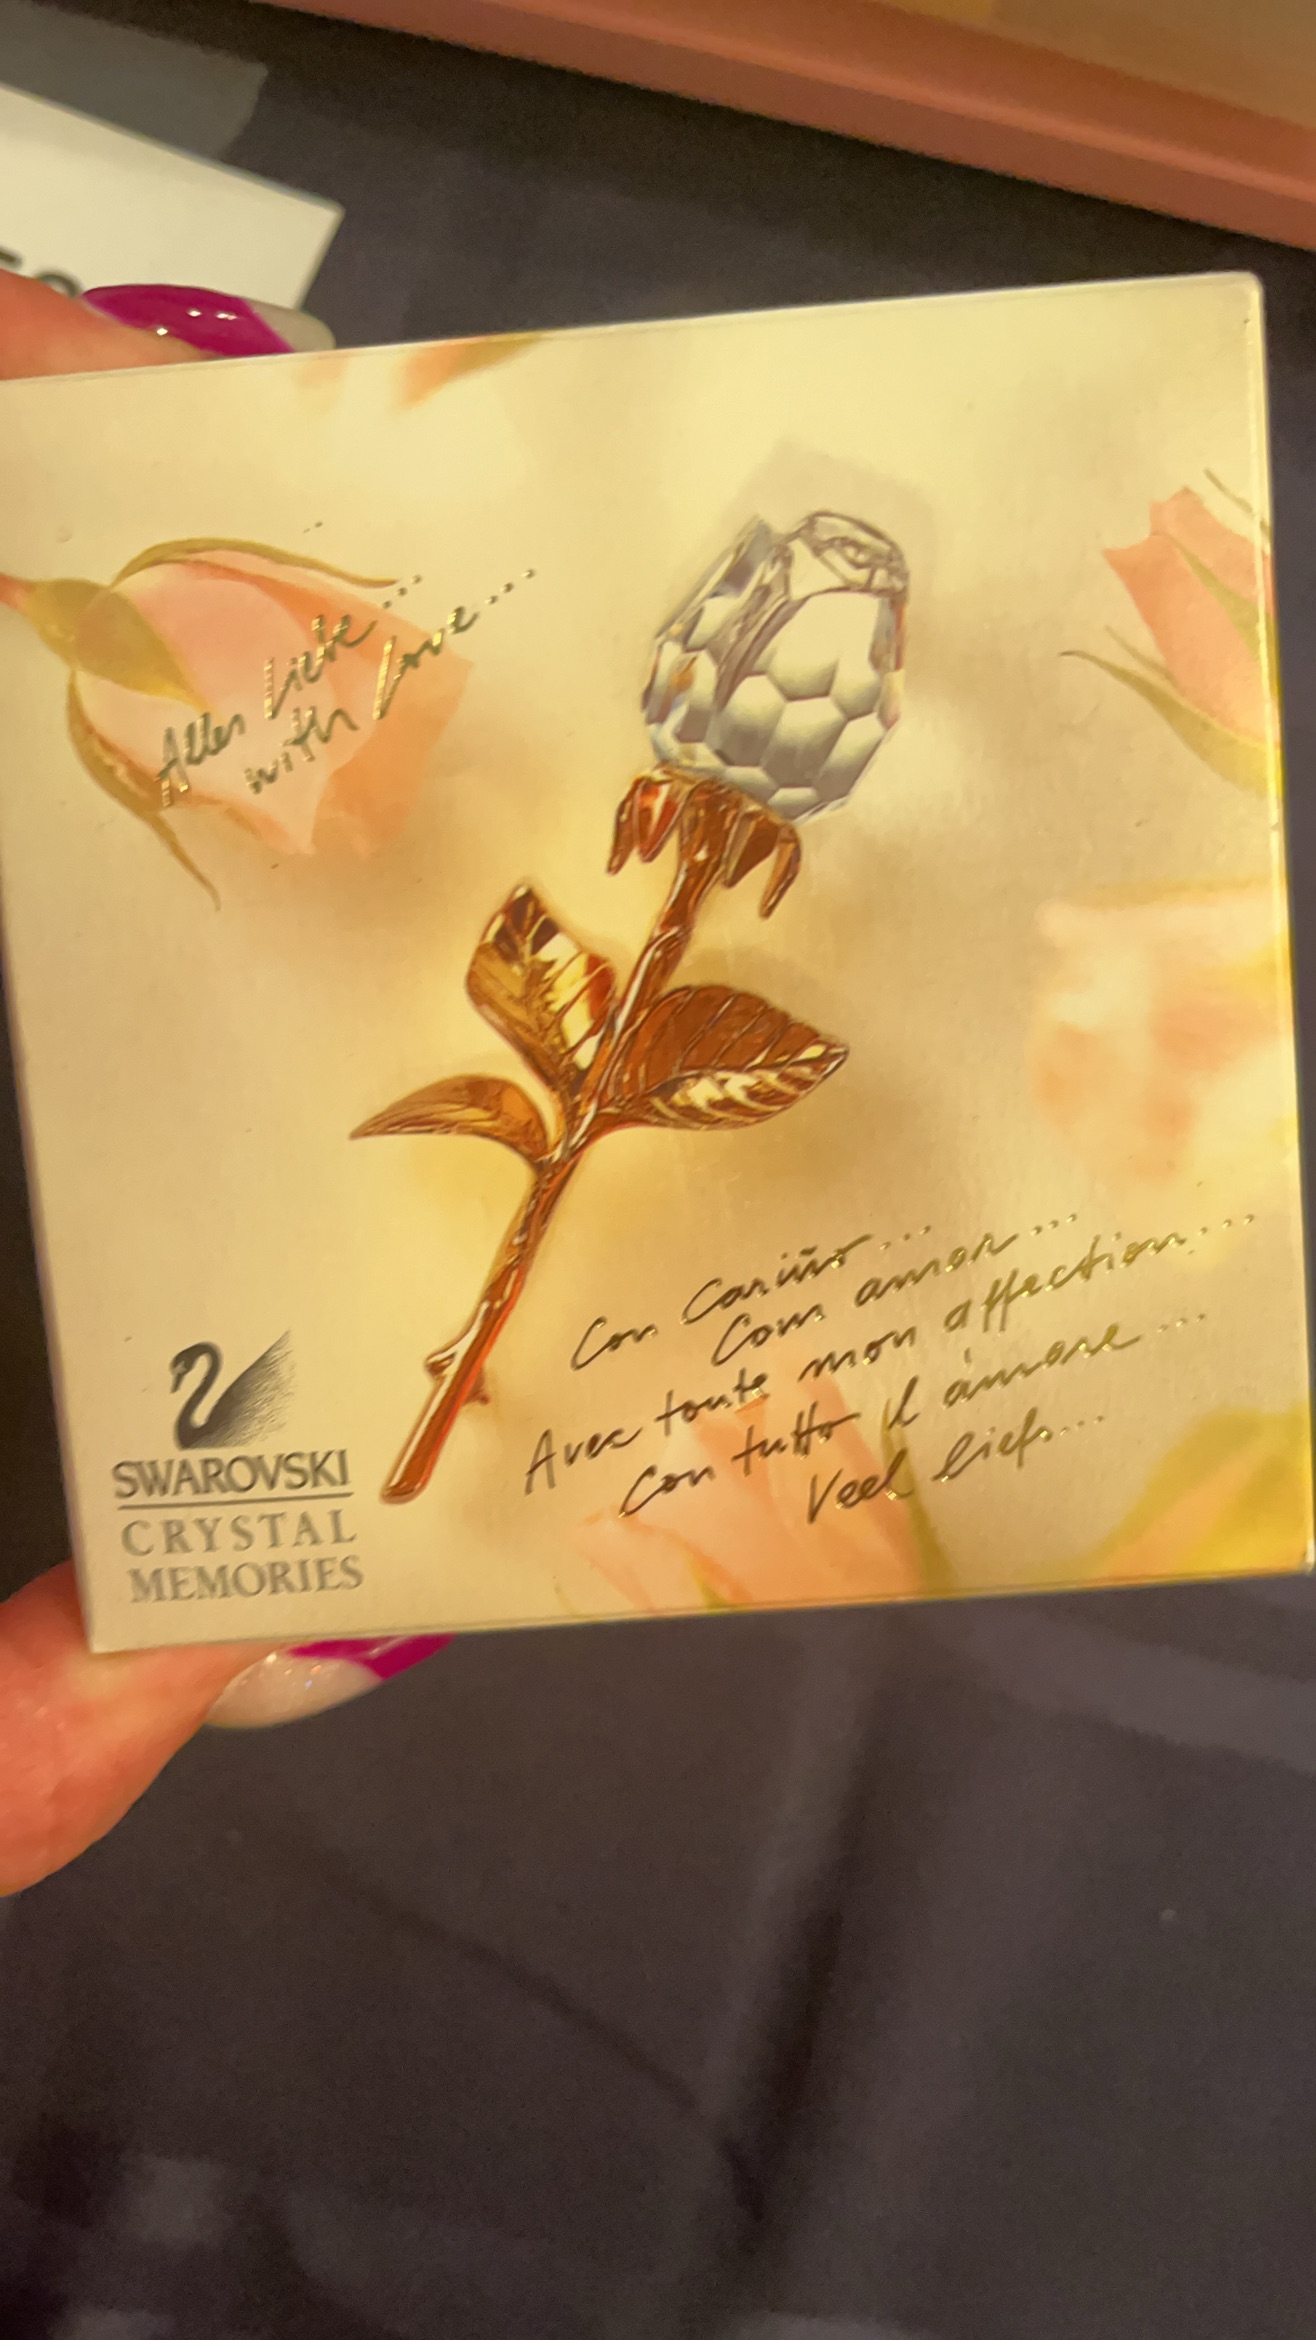 Alles Liebe...
with Love...
Con Cariño...
Com amor...
Avec toute mon affection...
Con tutto il amore...
Veel liefs...
SWAROVSKI
CRYSTAL
MEMORIES